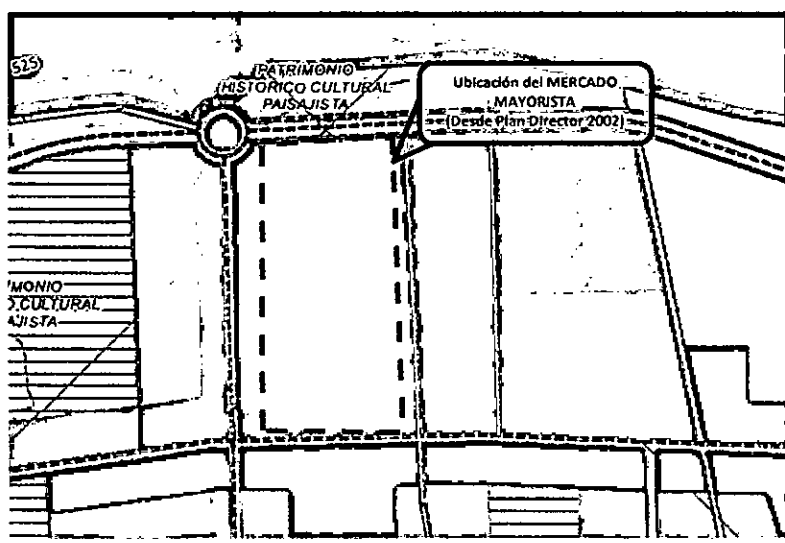 525
PATRIMONIO
HISTORICO CULTURAL
PAISAJISTA
Ubicación del MERCADO
MAYORISTA
(Desde Plan Director 2002)
MONIO
O CULTURAL
AJISTA